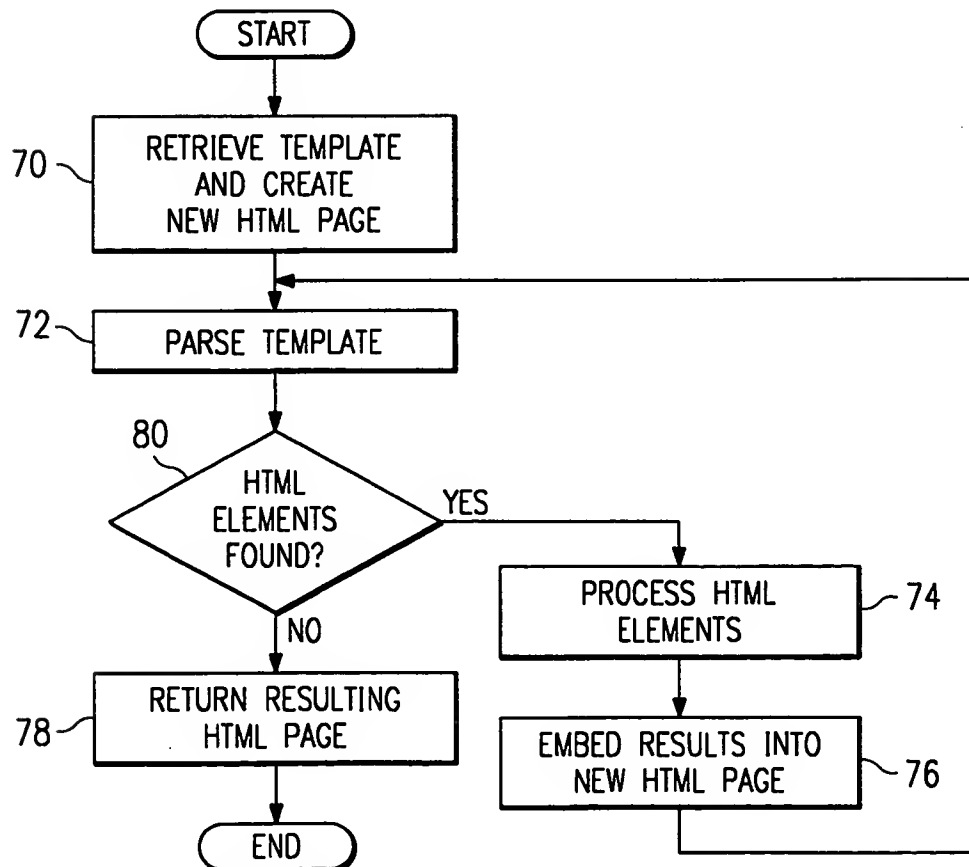 START
70
RETRIEVE TEMPLATE
AND CREATE
NEW HTML PAGE
72
PARSE TEMPLATE
80
HTML
ELEMENTS
FOUND?
YES
NO
PROCESS HTML
ELEMENTS
74
RETURN RESULTING
HTML PAGE
78
EMBED RESULTS INTO
NEW HTML PAGE
76
END